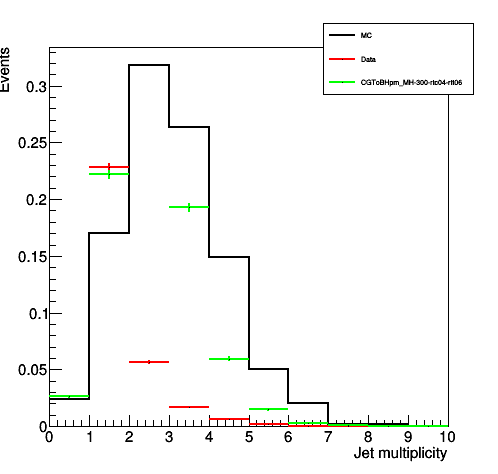 MC
Data
CGToBHpm_MH-300-rtc04-rtt06
Events
0.3
0.25
0.2
0.15
0.1
0.05
0
0 1 2 3 4 5 6 7 8 9 10
Jet multiplicity